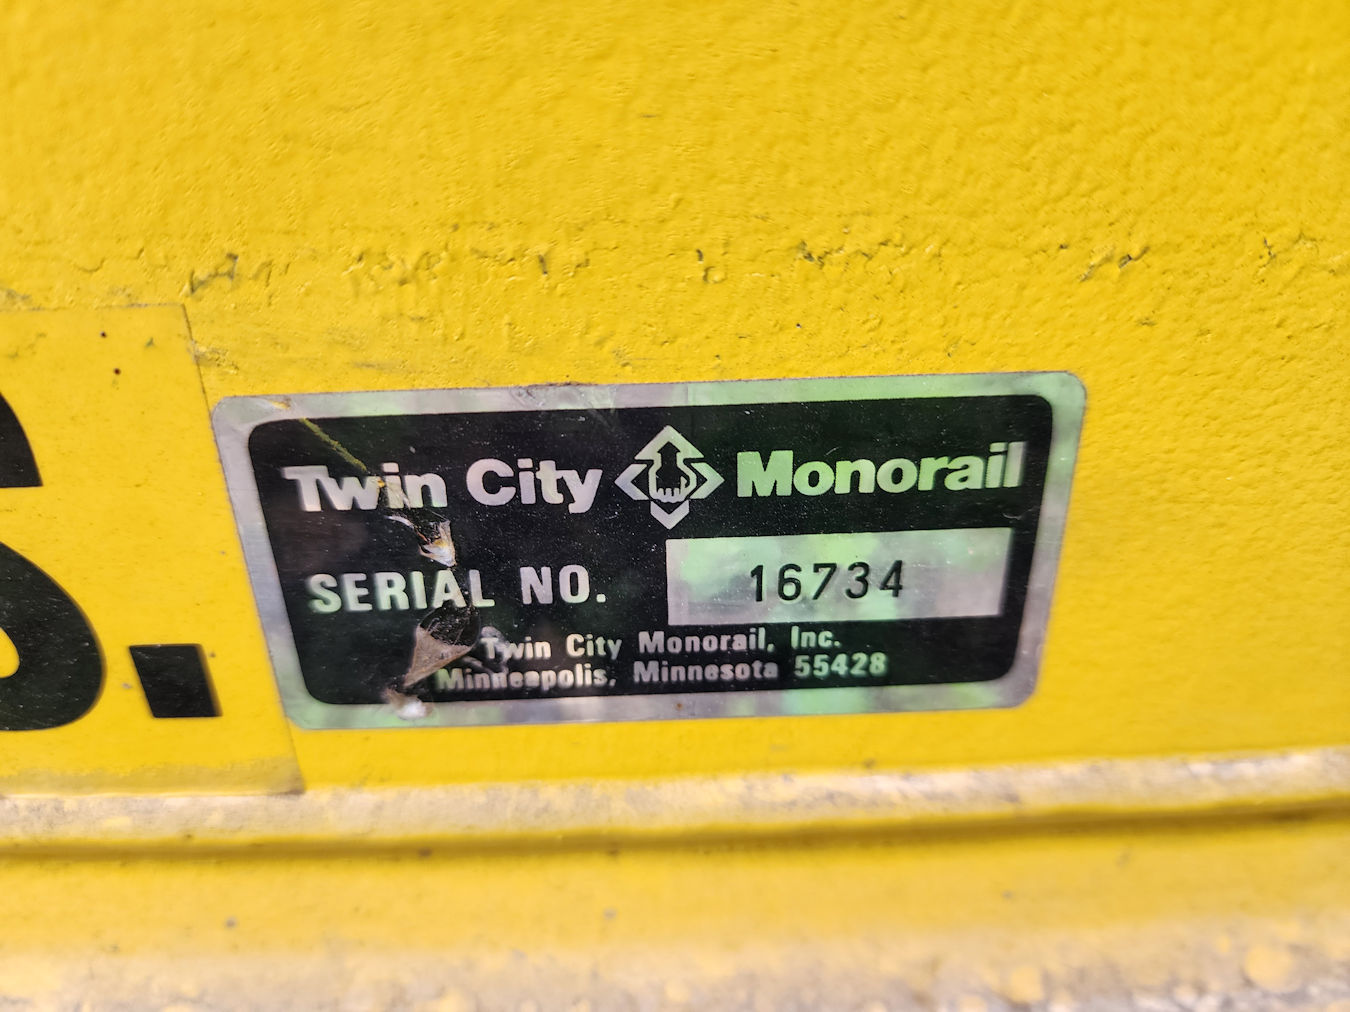 S.
Twin City Monorail
SERIAL NO. 16734
Twin City Monorail, Inc.
Minneapolis, Minnesota 55428